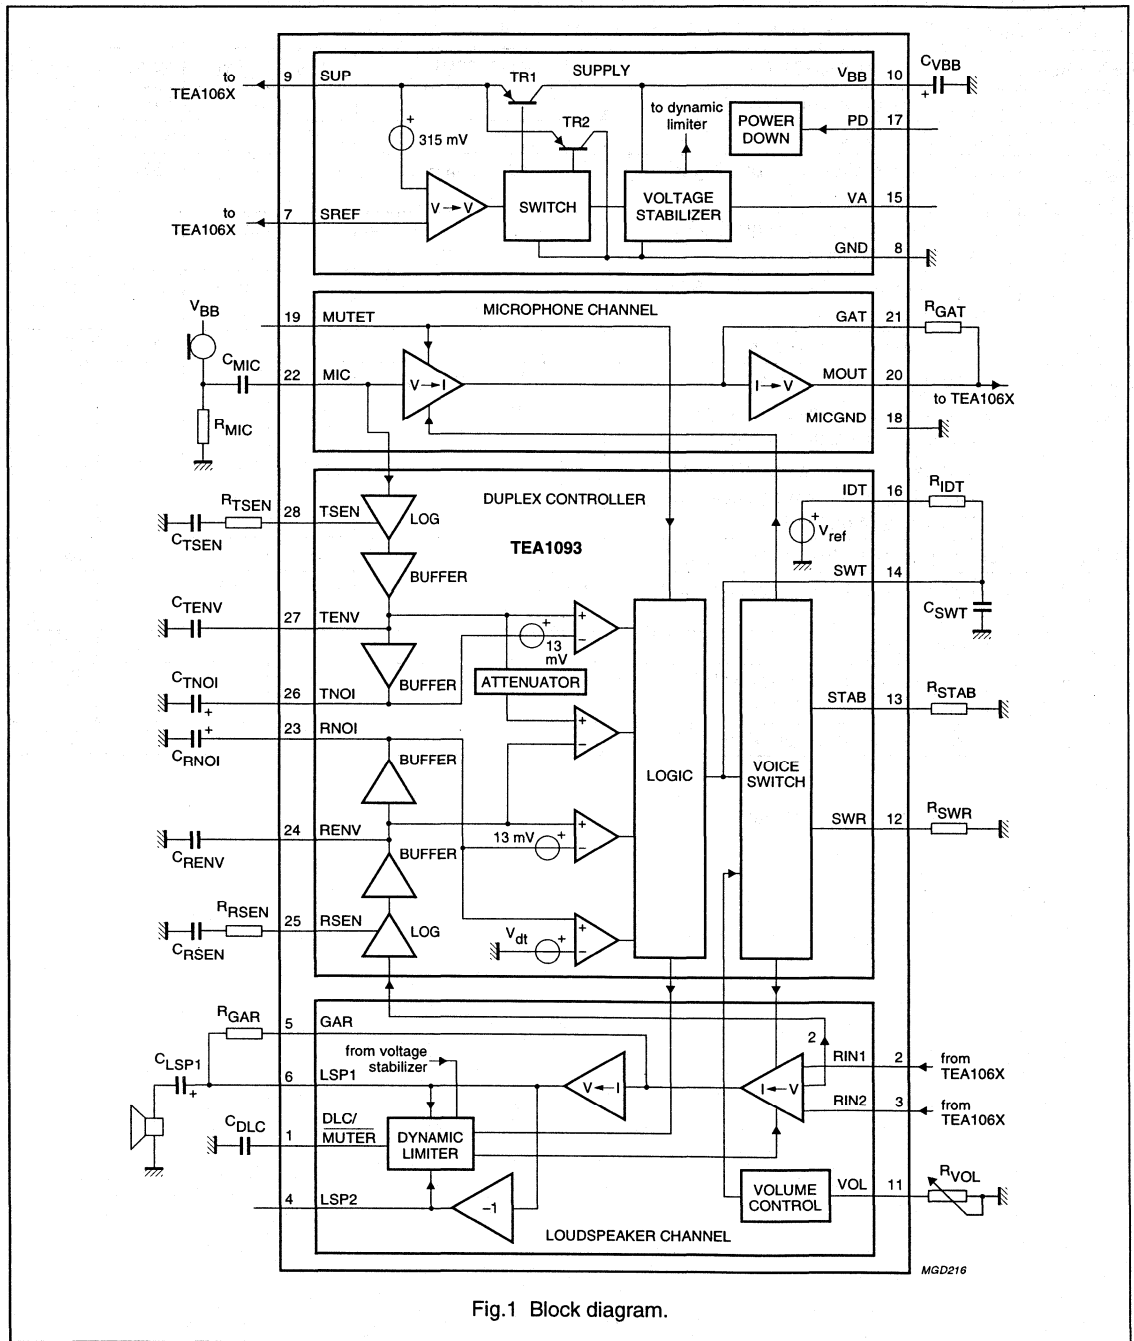 to
TEA106X
9
SUP
TR1
SUPPLY
VBB
10
CVBB
+
to dynamic
limiter
POWER
DOWN
PD
17
+
315 mV
TR2
V→V
SWITCH
VOLTAGE
STABILIZER
VA
15
to
TEA106X
7
SREF
GND
8
VBB
19
MUTET
MICROPHONE CHANNEL
GAT
21
RGAT
CMIC
22
MIC
V→I
I→V
MOUT
20
to TEA106X
RMIC
MICGND
18
DUPLEX CONTROLLER
IDT
16
RIDT
RTSEN
28
TSEN
LOG
CTSEN
TEA1093
+
Vref
BUFFER
SWT
14
CSWT
CTENV
27
TENV
+
13
mV
+
−
BUFFER
ATTENUATOR
CTNOI
26
TNOI
+
STAB
13
RSTAB
23
RNOI
+
CRNOI
+
−
BUFFER
LOGIC
VOICE
SWITCH
24
RENV
CRENV
BUFFER
13 mV
+
+
−
SWR
12
RSWR
RRSEN
25
RSEN
LOG
CRSEN
Vdt
+
+
−
RGAR
5
GAR
2
RIN1
2
from
TEA106X
from voltage
stabilizer
CLSP1
+
6
LSP1
V←I
I←V
RIN2
3
from
TEA106X
CDLC
1
DLC/
MUTER
DYNAMIC
LIMITER
4
LSP2
−1
VOLUME
CONTROL
VOL
11
RVOL
LOUDSPEAKER CHANNEL
MGD216
Fig.1 Block diagram.